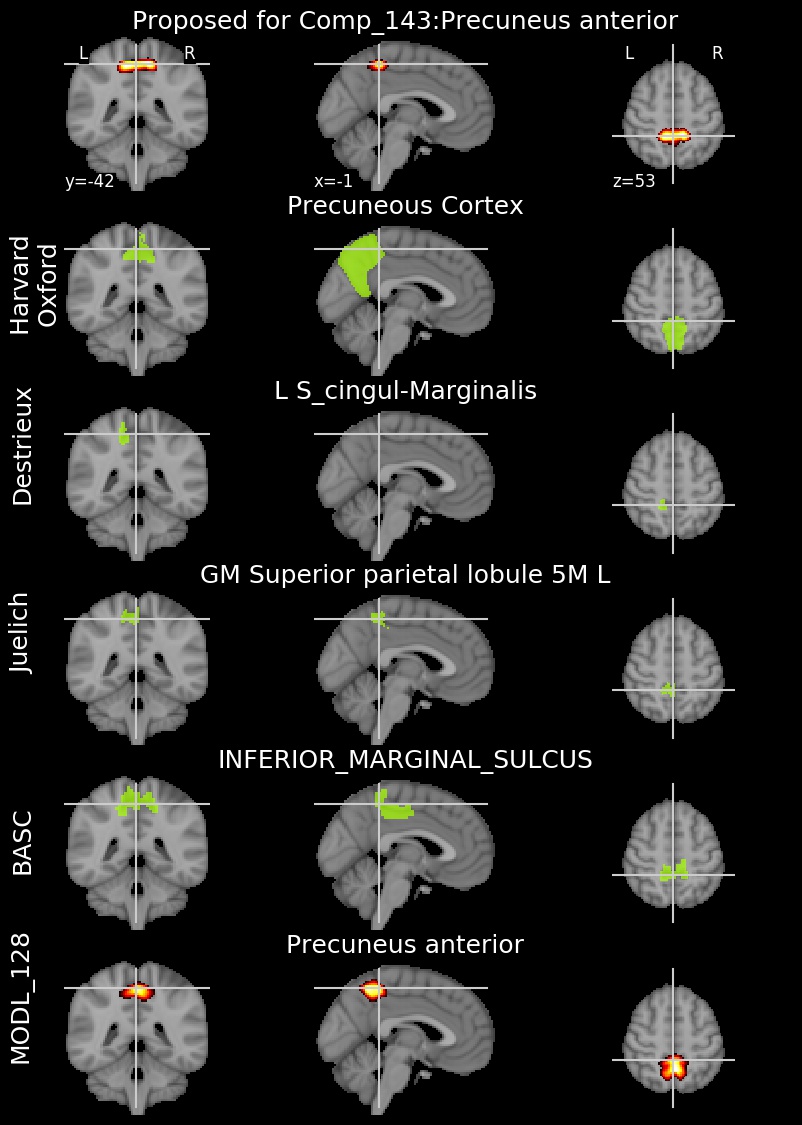 Proposed for Comp_143:Precuneus anterior
L R
L R
y=-42
x=-1
z=53
Precuneous Cortex
Harvard
Oxford
L S_cingul-Marginalis
Destrieux
GM Superior parietal lobule 5M L
Juelich
INFERIOR_MARGINAL_SULCUS
BASC
Precuneus anterior
MODL_128